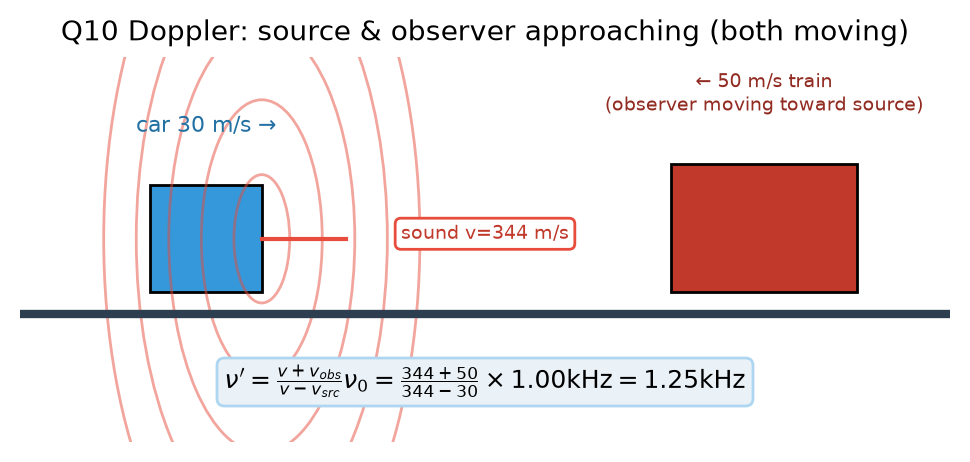 Q10 Doppler: source & observer approaching (both moving)
← 50 m/s train
(observer moving toward source)
car 30 m/s →
sound v=344 m/s
ν′ = (v + v_obs)/(v − v_src) ν₀ = (344 + 50)/(344 − 30) × 1.00kHz = 1.25kHz